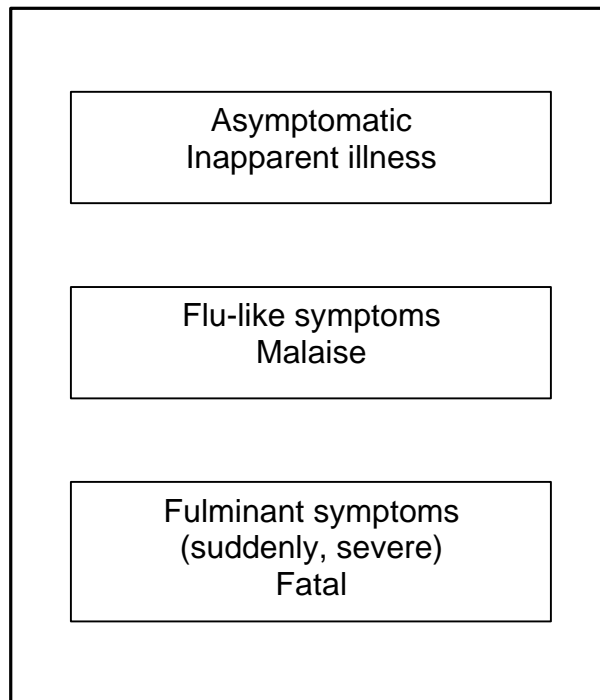 Asymptomatic
Inapparent illness
Flu-like symptoms
Malaise
Fulminant symptoms
(suddenly, severe)
Fatal